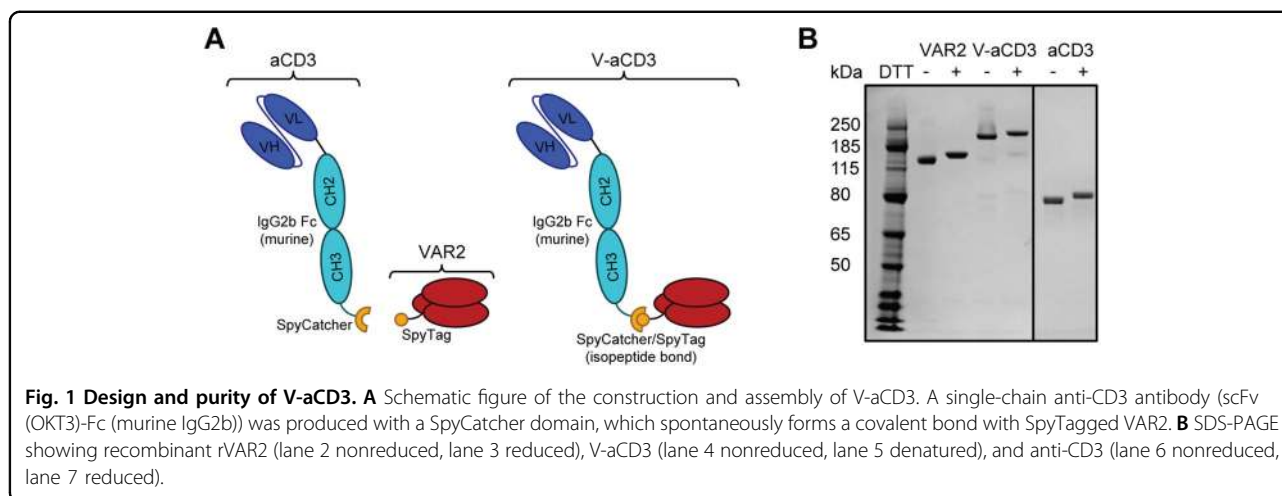 A
aCD3
VL
VH
CH2
IgG2b Fc
(murine)
CH3
SpyCatcher
VAR2
SpyTag
V-aCD3
VL
VH
CH2
IgG2b Fc
(murine)
CH3
SpyCatcher/SpyTag
(isopeptide bond)
B
VAR2 V-aCD3 aCD3
kDa DTT - + - + - +
250
185
115
80
65
50
Fig. 1 Design and purity of V-aCD3. A Schematic figure of the construction and assembly of V-aCD3. A single-chain anti-CD3 antibody (scFv
(OKT3)-Fc (murine IgG2b)) was produced with a SpyCatcher domain, which spontaneously forms a covalent bond with SpyTagged VAR2. B SDS-PAGE
showing recombinant rVAR2 (lane 2 nonreduced, lane 3 reduced), V-aCD3 (lane 4 nonreduced, lane 5 denatured), and anti-CD3 (lane 6 nonreduced,
lane 7 reduced).